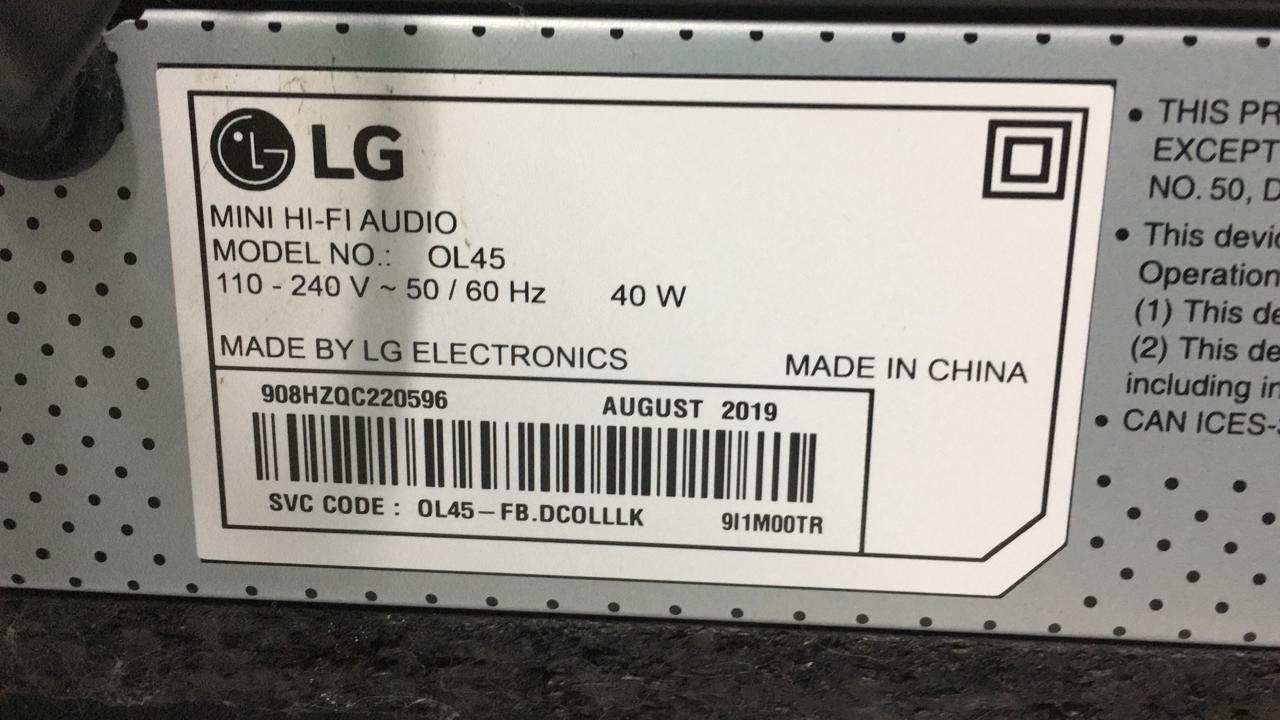 LG
MINI HI-FI AUDIO
MODEL NO.: OL45
110 - 240 V ~ 50 / 60 Hz 40 W
MADE BY LG ELECTRONICS MADE IN CHINA
908HZQC220596 AUGUST 2019
SVC CODE : OL45-FB.DCOLLLK 9I1M00TR
• THIS PR
EXCEPT
NO. 50, D
• This devic
Operation
(1) This de
(2) This de
including in
• CAN ICES-